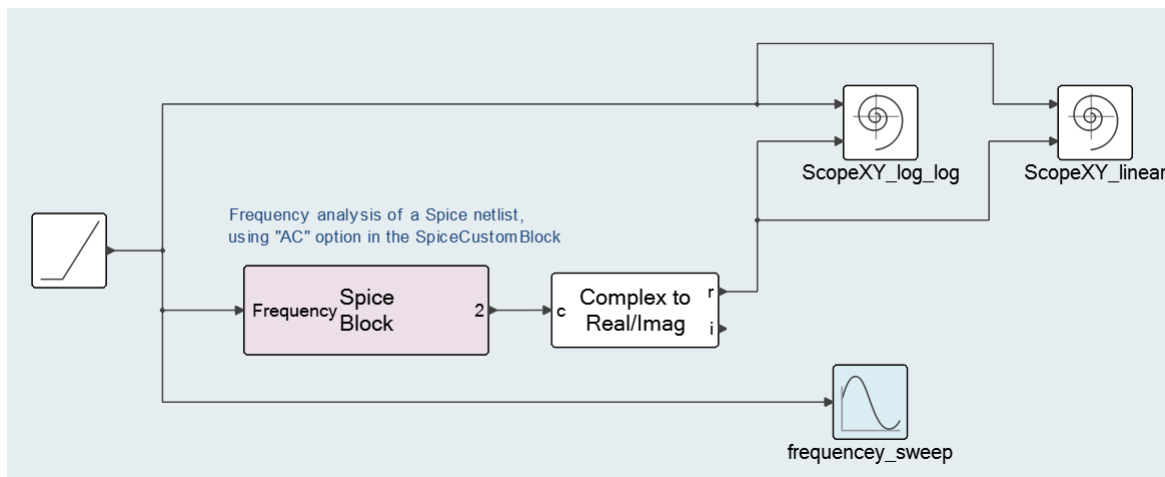 ScopeXY_log_log
ScopeXY_linear
Frequency analysis of a Spice netlist,
using "AC" option in the SpiceCustomBlock
Frequency
Spice
Block
2
c
Complex to
Real/Imag
r
i
frequencey_sweep